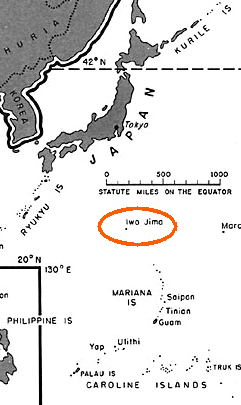 HURIA
KURILE IS
42°N
KOREA
JAPAN
Tokyo
0 500 1000
STATUTE MILES ON THE EQUATOR
RYUKYU IS
Iwo Jima
Marc
20°N
130°E
MARIANA
IS
Saipan
Tinian
Guam
PHILIPPINE IS
Yap
Ulithi
PALAU IS
TRUK IS
CAROLINE ISLANDS